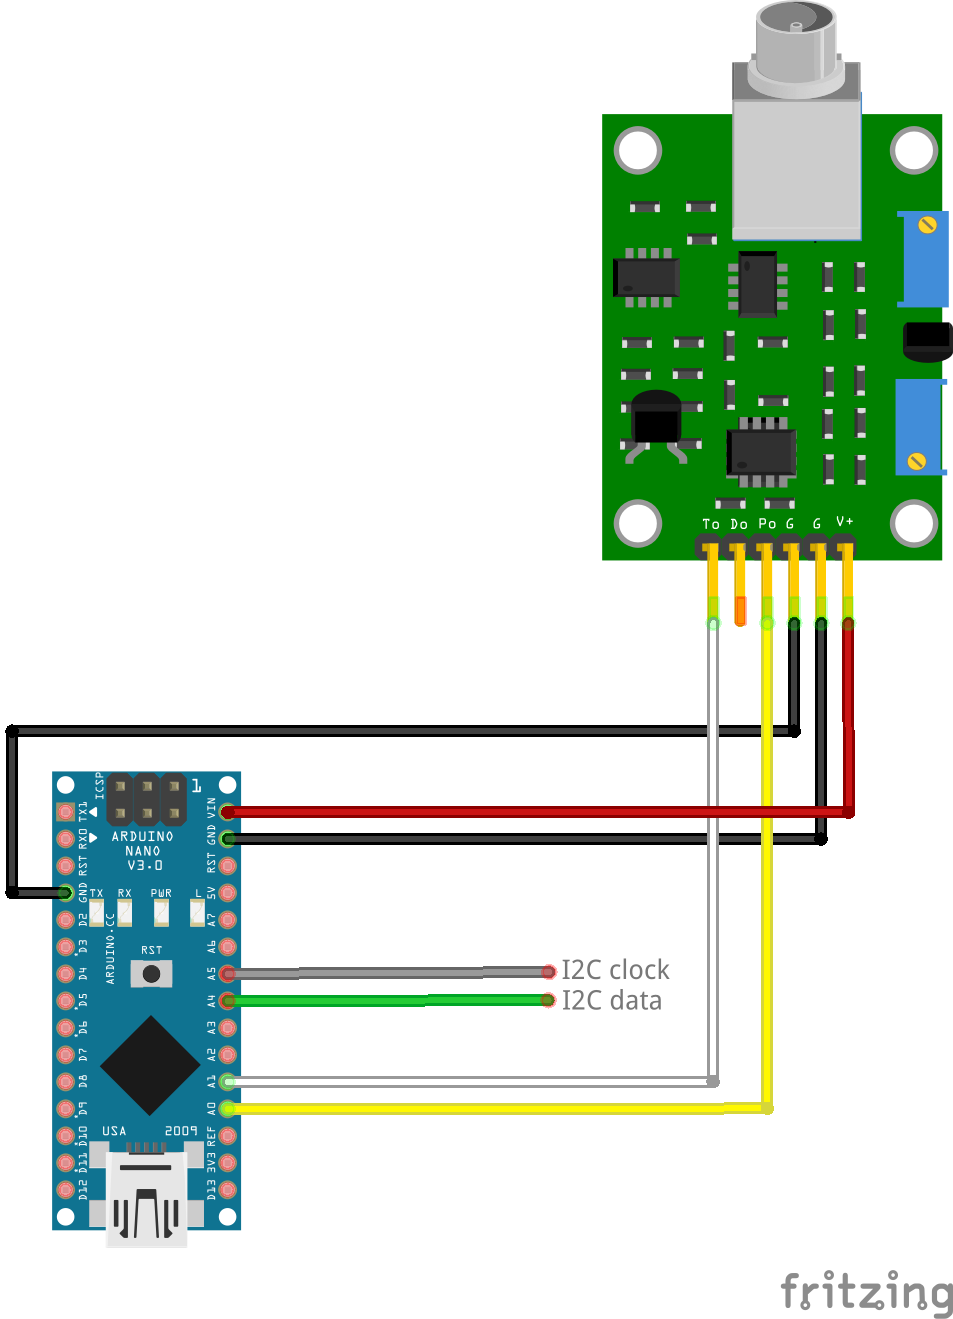 To Do Po G G V+
ICSP
1
ARDUINO
NANO
V3.0
TX1
RX0
RST
GND
D2
D3
D4
D5
D6
D7
D8
D9
D10
D11
D12
VIN
GND
RST
5V
A7
A6
A5
A4
A3
A2
A1
A0
REF
3V3
D13
TX RX PWR L
ARDUINO.CC
RST
I2C clock
I2C data
USA 2009
fritzing